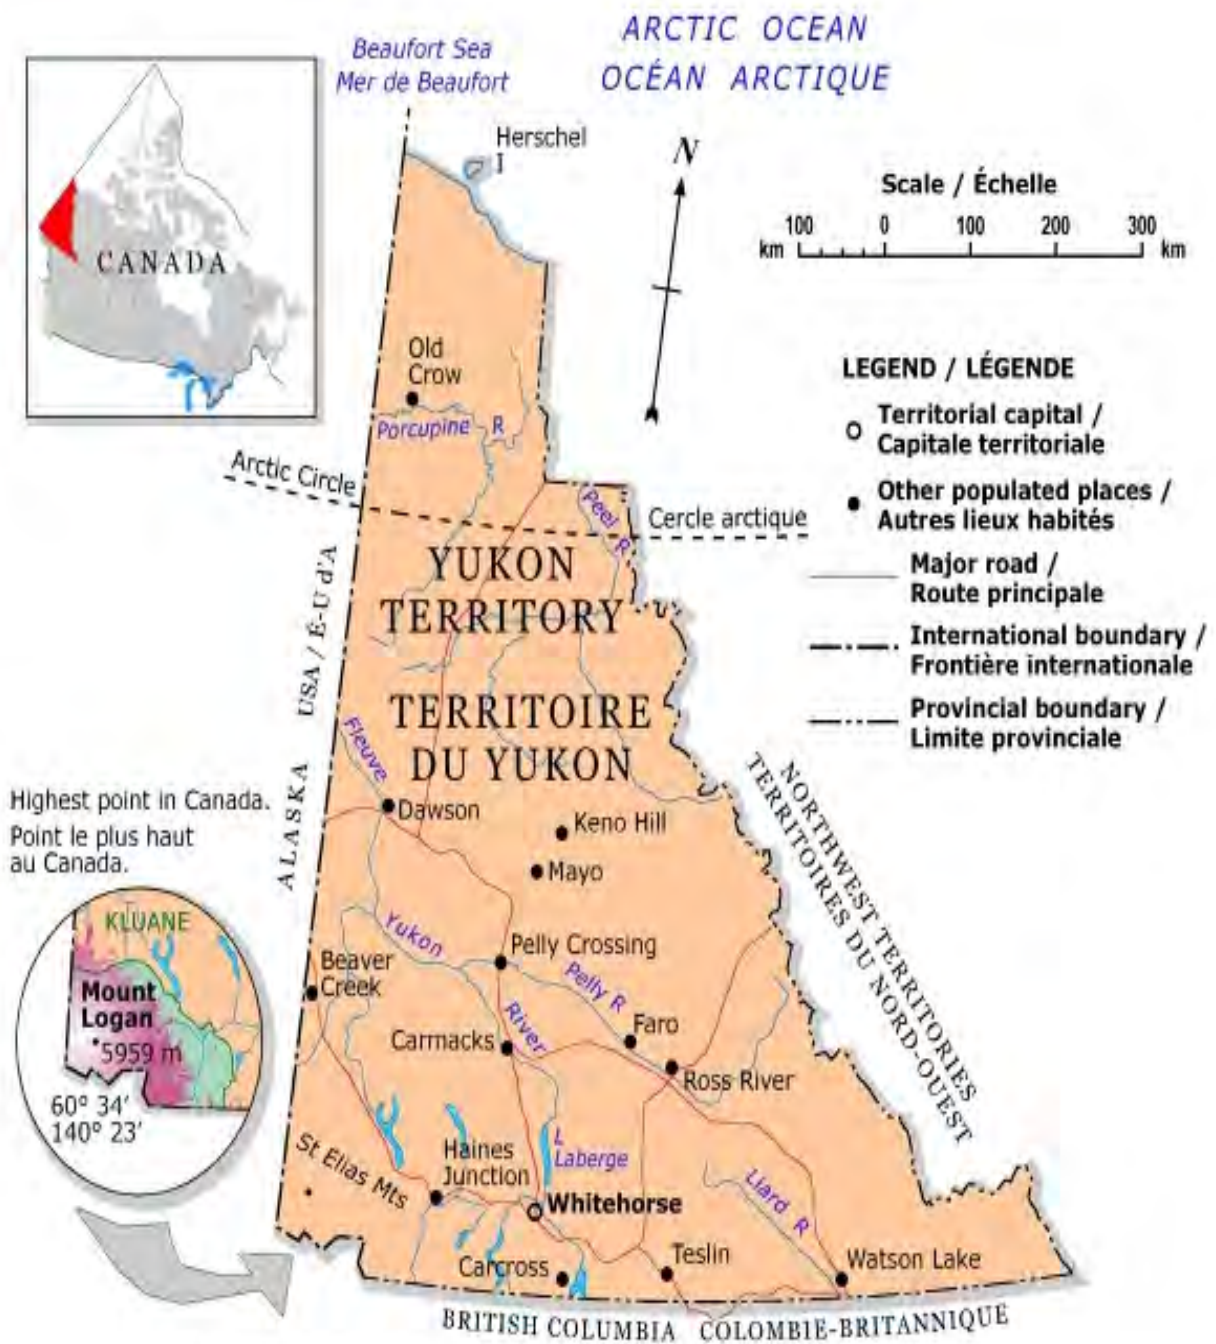 ARCTIC OCEAN
OCÉAN ARCTIQUE
Beaufort Sea
Mer de Beaufort
Herschel
I
N
CANADA
Scale / Échelle
100 0 100 200 300
km km
LEGEND / LÉGENDE
Territorial capital /
Capitale territoriale
Other populated places /
Autres lieux habités
Major road /
Route principale
International boundary /
Frontière internationale
Provincial boundary /
Limite provinciale
Old
Crow
Porcupine R
Arctic Circle
Cercle arctique
Peel R
YUKON
TERRITORY
TERRITOIRE
DU YUKON
ALASKA USA / É-U d'A
Fleuve
Dawson
Keno Hill
Mayo
NORTHWEST TERRITORIES
TERRITOIRES DU NORD-OUEST
Highest point in Canada.
Point le plus haut
au Canada.
KLUANE
Mount
Logan
5959 m
60° 34'
140° 23'
Yukon
River
Pelly Crossing
Pelly R
Beaver
Creek
Carmacks
Faro
Ross River
St Elias Mts
Haines
Junction
L
Laberge
Whitehorse
Liard R
Carcross
Teslin
Watson Lake
BRITISH COLUMBIA COLOMBIE-BRITANNIQUE